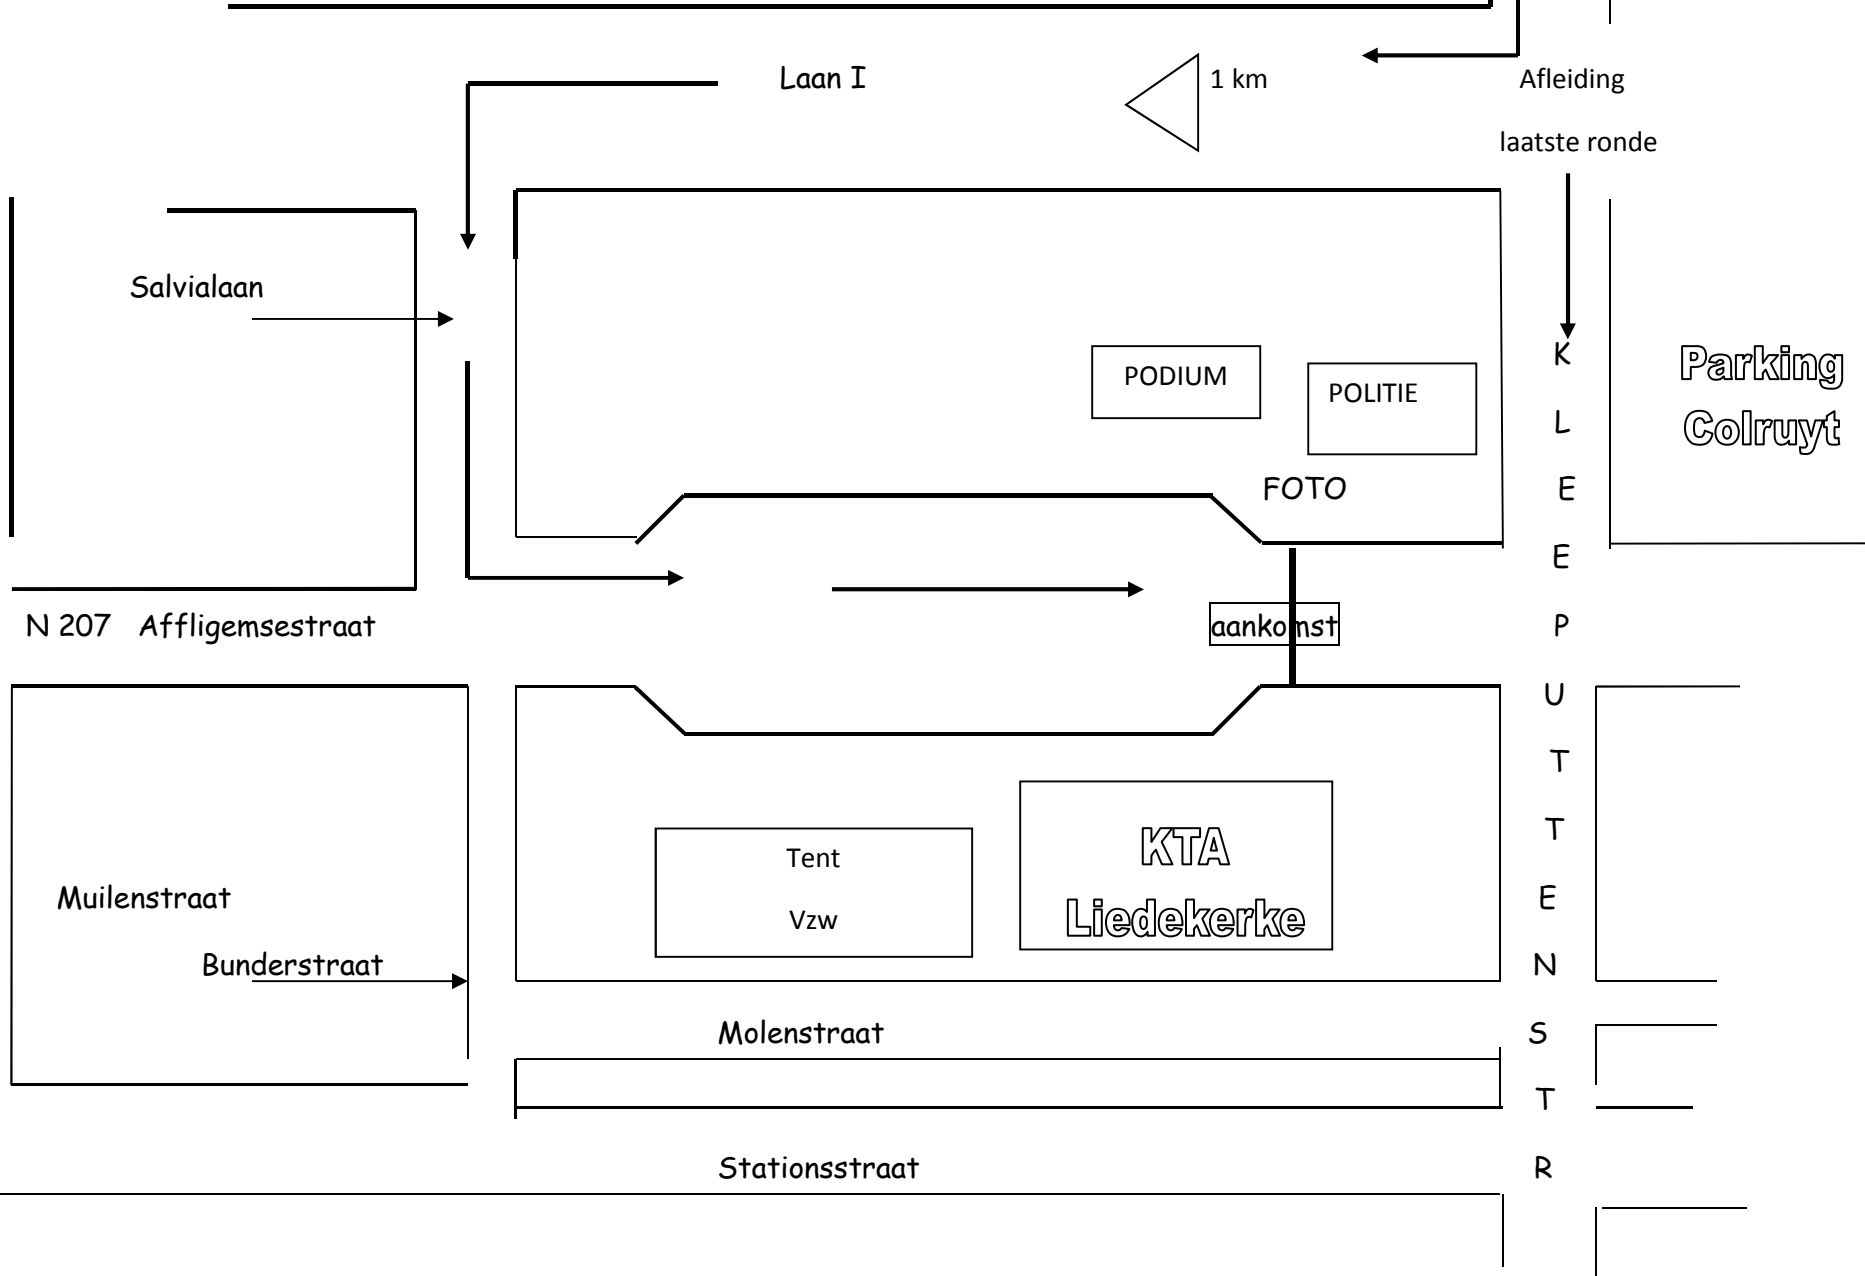 Laan I
1 km
Afleiding
laatste ronde
Salvialaan
PODIUM
POLITIE
FOTO
Parking
Colruyt
K
L
E
E
P
U
T
T
E
N
S
T
R
N 207 Affligemsestraat
aankomst
Tent
Vzw
KTA
Liedekerke
Muilenstraat
Bunderstraat
Molenstraat
Stationsstraat